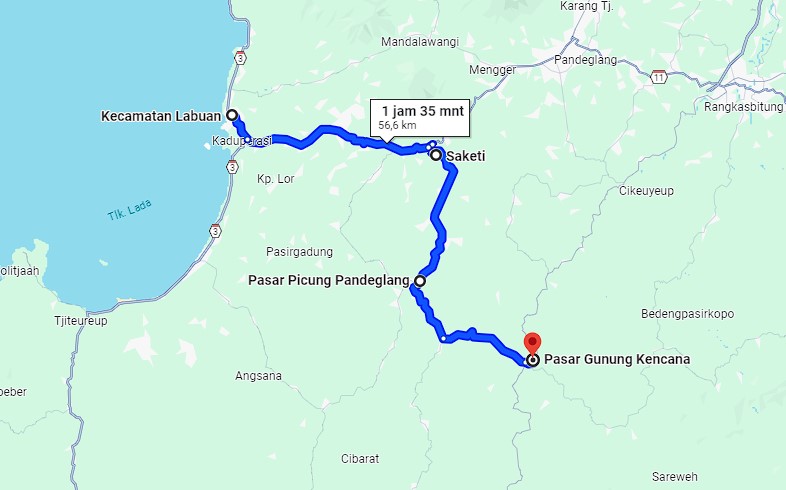 Karang Tj.
Mandalawangi
3
Pandeglang
Mengger
11
Rangkasbitung
1 jam 35 mnt
56,6 km
Kecamatan Labuan
Kaduperasi
Saketi
3
Kp. Lor
Cikeuyeup
Tlk. Lada
3
Pasirgadung
olitjaah
Pasar Picung Pandeglang
Bedengpasirkopo
Tjiteureup
Pasar Gunung Kencana
Angsana
oeber
Cibarat
Sareweh